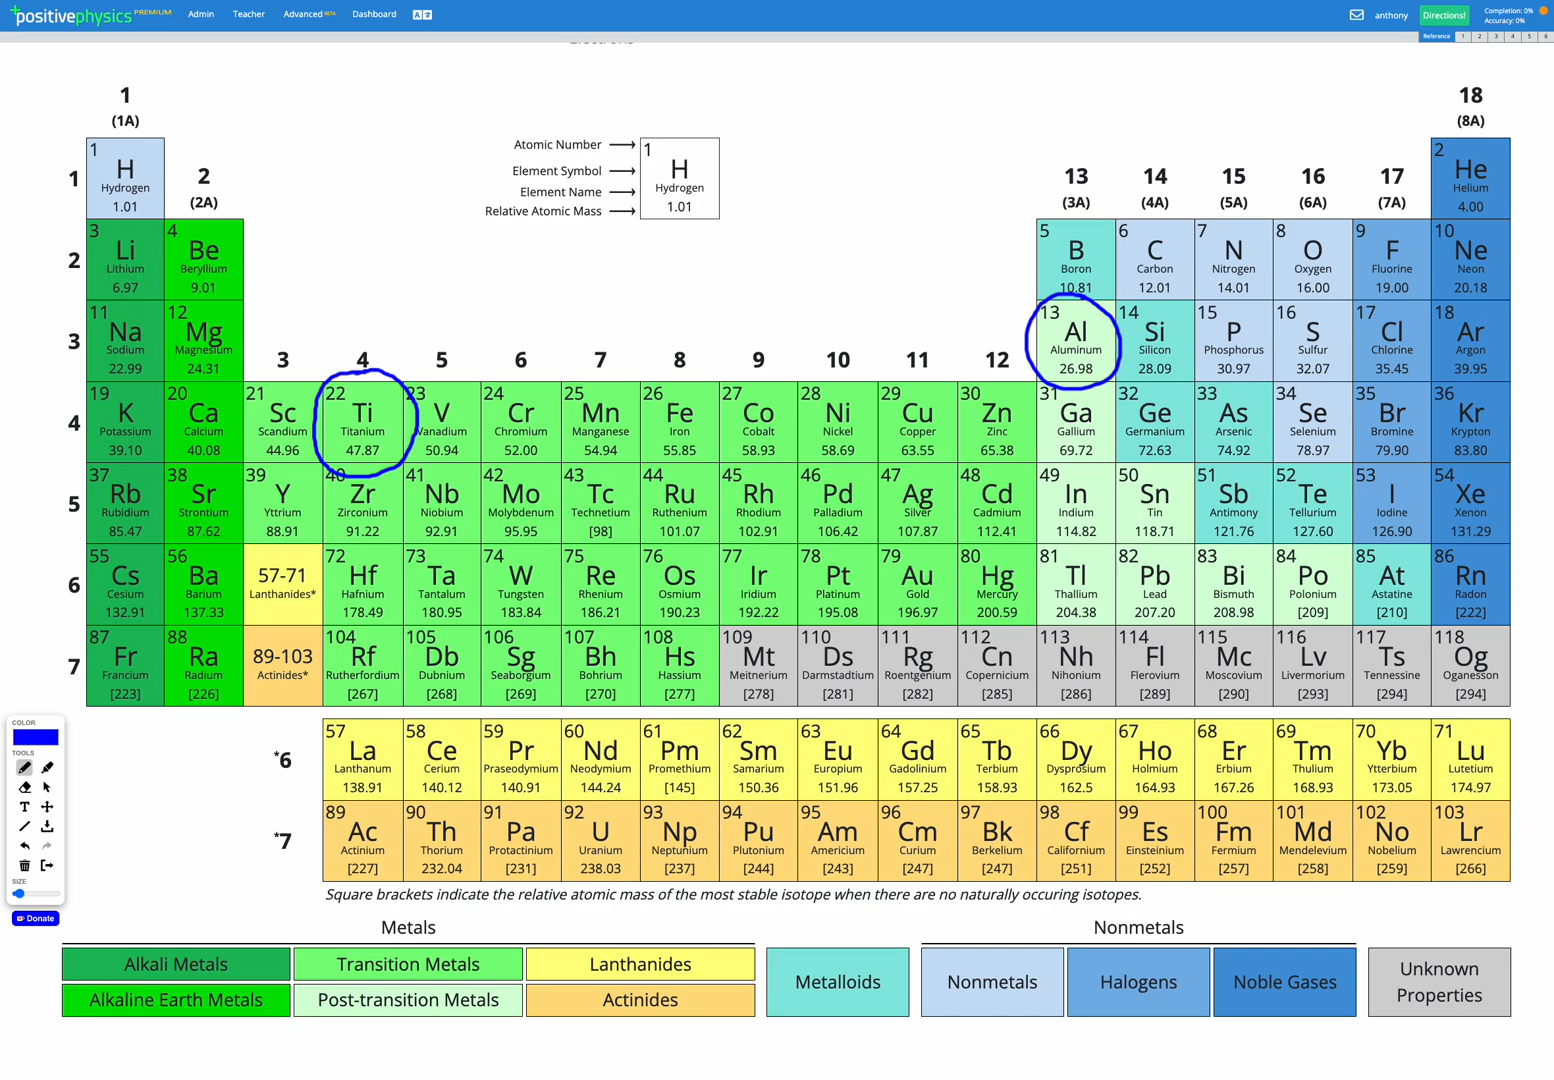 positivephysics PREMIUM Admin Teacher Advanced BETA Dashboard anthony Directions! Completion: 0%
Accuracy: 0%
Reference 1 2 3 4 5 6
1 18
(1A) (8A)
Atomic Number 1
Element Symbol H
Element Name Hydrogen
Relative Atomic Mass 1.01
2 13 14 15 16 17
(2A) (3A) (4A) (5A) (6A) (7A)
1
1 2
H He
Hydrogen Helium
1.01 4.00
2
3 4 5 6 7 8 9 10
Li Be B C N O F Ne
Lithium Beryllium Boron Carbon Nitrogen Oxygen Fluorine Neon
6.97 9.01 10.81 12.01 14.01 16.00 19.00 20.18
3
11 12 13 14 15 16 17 18
Na Mg Al Si P S Cl Ar
Sodium Magnesium Aluminum Silicon Phosphorus Sulfur Chlorine Argon
22.99 24.31 26.98 28.09 30.97 32.07 35.45 39.95
3 4 5 6 7 8 9 10 11 12
4
19 20 21 22 23 24 25 26 27 28 29 30 31 32 33 34 35 36
K Ca Sc Ti V Cr Mn Fe Co Ni Cu Zn Ga Ge As Se Br Kr
Potassium Calcium Scandium Titanium Vanadium Chromium Manganese Iron Cobalt Nickel Copper Zinc Gallium Germanium Arsenic Selenium Bromine Krypton
39.10 40.08 44.96 47.87 50.94 52.00 54.94 55.85 58.93 58.69 63.55 65.38 69.72 72.63 74.92 78.97 79.90 83.80
5
37 38 39 40 41 42 43 44 45 46 47 48 49 50 51 52 53 54
Rb Sr Y Zr Nb Mo Tc Ru Rh Pd Ag Cd In Sn Sb Te I Xe
Rubidium Strontium Yttrium Zirconium Niobium Molybdenum Technetium Ruthenium Rhodium Palladium Silver Cadmium Indium Tin Antimony Tellurium Iodine Xenon
85.47 87.62 88.91 91.22 92.91 95.95 [98] 101.07 102.91 106.42 107.87 112.41 114.82 118.71 121.76 127.60 126.90 131.29
6
55 56 57-71 72 73 74 75 76 77 78 79 80 81 82 83 84 85 86
Cs Ba Hf Ta W Re Os Ir Pt Au Hg Tl Pb Bi Po At Rn
Cesium Barium Lanthanides* Hafnium Tantalum Tungsten Rhenium Osmium Iridium Platinum Gold Mercury Thallium Lead Bismuth Polonium Astatine Radon
132.91 137.33 178.49 180.95 183.84 186.21 190.23 192.22 195.08 196.97 200.59 204.38 207.20 208.98 [209] [210] [222]
7
87 88 89-103 104 105 106 107 108 109 110 111 112 113 114 115 116 117 118
Fr Ra Rf Db Sg Bh Hs Mt Ds Rg Cn Nh Fl Mc Lv Ts Og
Francium Radium Actinides* Rutherfordium Dubnium Seaborgium Bohrium Hassium Meitnerium Darmstadtium Roentgenium Copernicium Nihonium Flerovium Moscovium Livermorium Tennessine Oganesson
[223] [226] [267] [268] [269] [270] [277] [278] [281] [282] [285] [286] [289] [290] [293] [294] [294]
*6
57 58 59 60 61 62 63 64 65 66 67 68 69 70 71
La Ce Pr Nd Pm Sm Eu Gd Tb Dy Ho Er Tm Yb Lu
Lanthanum Cerium Praseodymium Neodymium Promethium Samarium Europium Gadolinium Terbium Dysprosium Holmium Erbium Thulium Ytterbium Lutetium
138.91 140.12 140.91 144.24 [145] 150.36 151.96 157.25 158.93 162.5 164.93 167.26 168.93 173.05 174.97
*7
89 90 91 92 93 94 95 96 97 98 99 100 101 102 103
Ac Th Pa U Np Pu Am Cm Bk Cf Es Fm Md No Lr
Actinium Thorium Protactinium Uranium Neptunium Plutonium Americium Curium Berkelium Californium Einsteinium Fermium Mendelevium Nobelium Lawrencium
[227] 232.04 [231] 238.03 [237] [244] [243] [247] [247] [251] [252] [257] [258] [259] [266]
Square brackets indicate the relative atomic mass of the most stable isotope when there are no naturally occuring isotopes.
Metals Nonmetals
Alkali Metals Transition Metals Lanthanides
Alkaline Earth Metals Post-transition Metals Actinides
Metalloids Nonmetals Halogens Noble Gases
Unknown
Properties
COLOR
TOOLS
T
SIZE
Donate